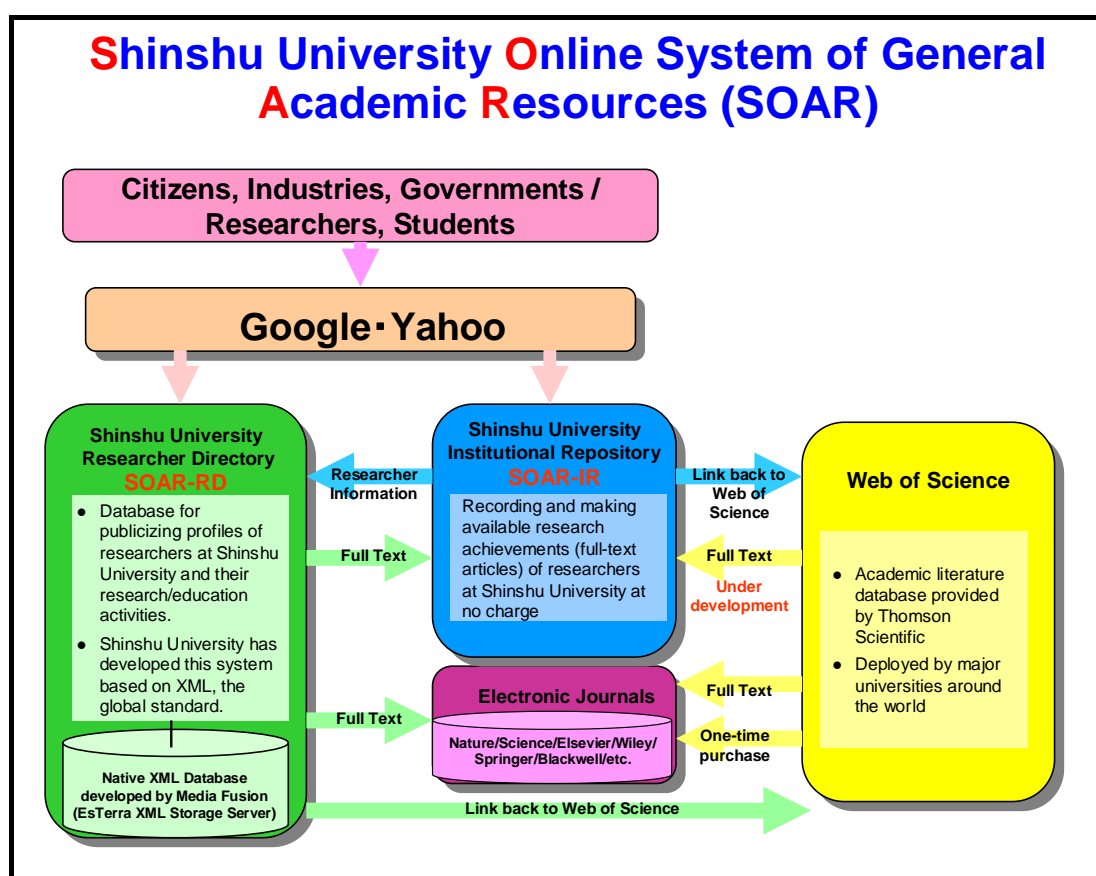 Shinshu University Online System of General
Academic Resources (SOAR)
Citizens, Industries, Governments /
Researchers, Students
Google･Yahoo
Shinshu University
Researcher Directory
SOAR-RD
● Database for
publicizing profiles of
researchers at Shinshu
University and their
research/education
activities.
● Shinshu University has
developed this system
based on XML, the
global standard.
Native XML Database
developed by Media Fusion
(EsTerra XML Storage Server)
Researcher
Information
Full Text
Full Text
Shinshu University
Institutional Repository
SOAR-IR
Recording and making
available research
achievements (full-text
articles) of researchers
at Shinshu University at
no charge
Electronic Journals
Nature/Science/Elsevier/Wiley/
Springer/Blackwell/etc.
Link back to
Web of
Science
Full Text
Under
development
Full Text
One-time
purchase
Link back to Web of Science
Web of Science
● Academic literature
database provided
by Thomson
Scientific
● Deployed by major
universities around
the world